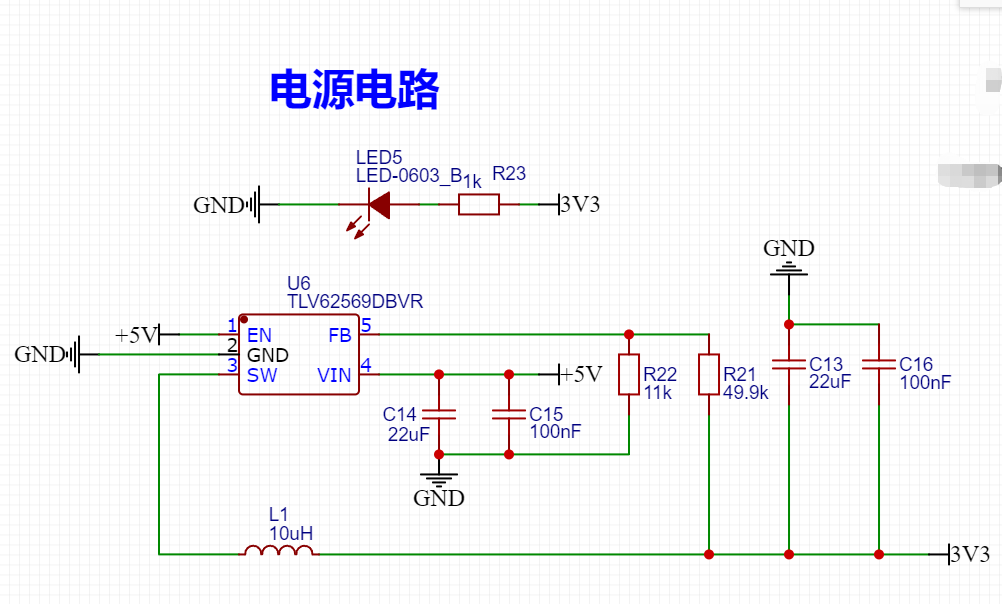 电源电路
LED5
LED-0603_B
1k
R23
GND
3V3
GND
U6
TLV62569DBVR
+5V
1
EN
FB
5
GND
2
GND
3
SW
VIN
4
+5V
R22
11k
R21
49.9k
C13
22uF
C16
100nF
C14
22uF
C15
100nF
GND
L1
10uH
3V3